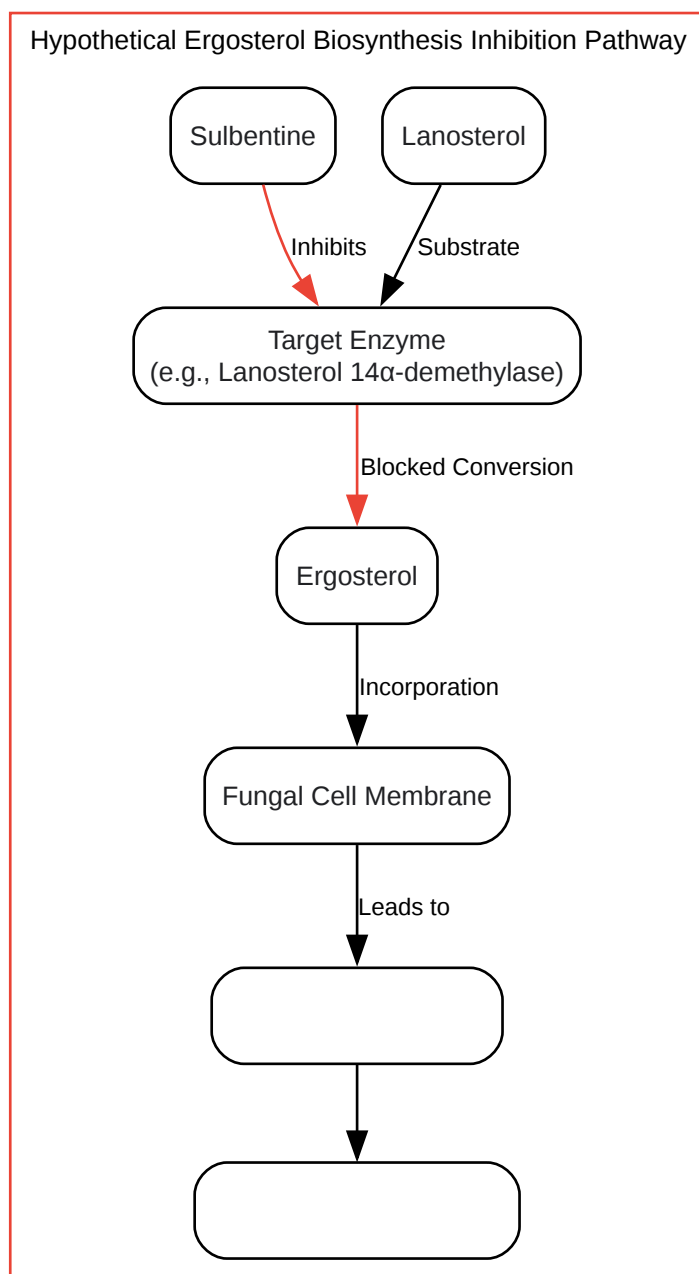 Hypothetical Ergosterol Biosynthesis Inhibition Pathway
Sulbentine
Lanosterol
Inhibits
Substrate
Target Enzyme
(e.g., Lanosterol 14α-demethylase)
Blocked Conversion
Ergosterol
Incorporation
Fungal Cell Membrane
Leads to